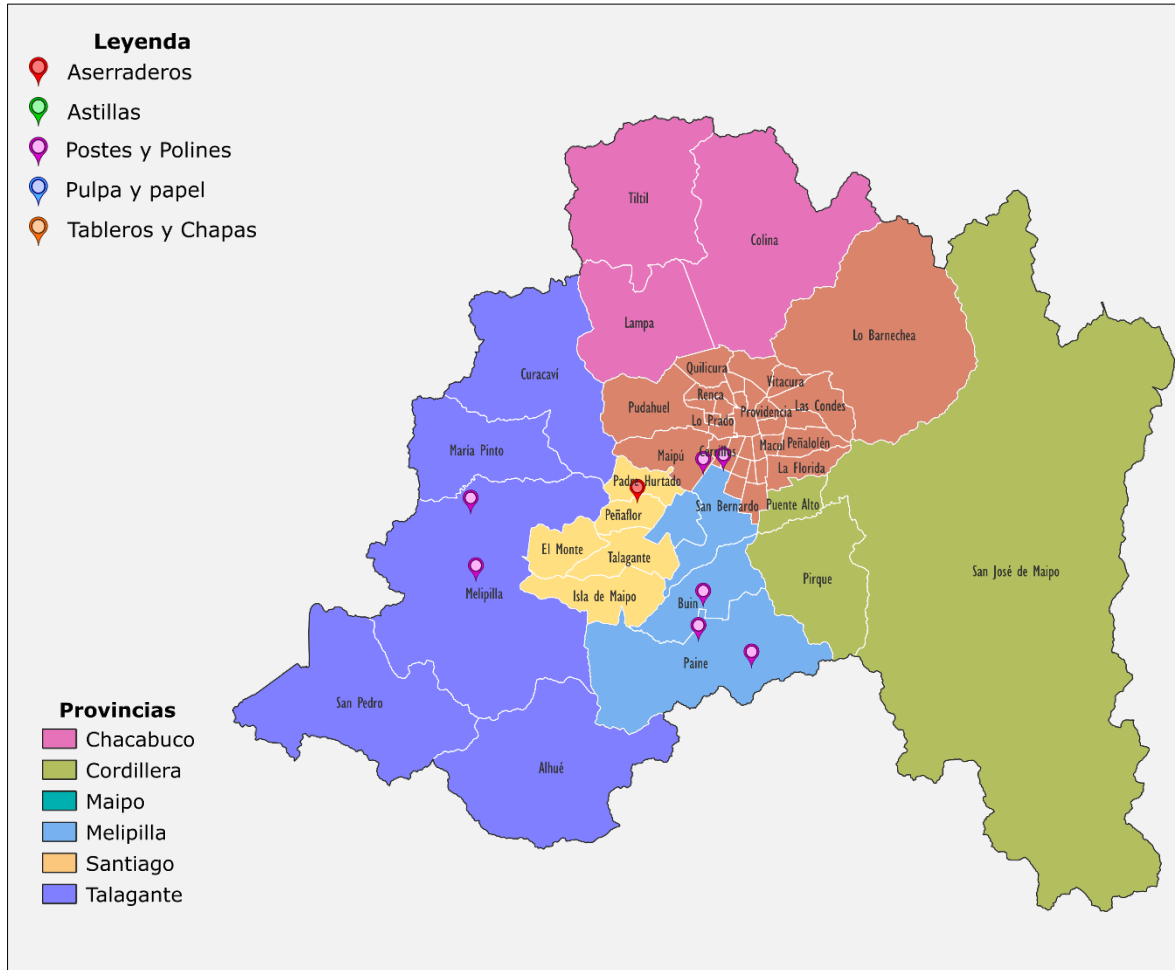 Leyenda
Aserraderos
Astillas
Postes y Polines
Pulpa y papel
Tableros y Chapas
Tiltil
Colina
Lampa
Lo Barnechea
Curacaví
Quilicura
Vitacura
Renca
Las Condes
Pudahuel
Providencia
Lo Prado
María Pinto
Macul
Peñalolén
Maipú
Cerrillos
La Florida
Padre Hurtado
Puente Alto
San Bernardo
Peñaflor
El Monte
Talagante
San José de Maipo
Pirque
Melipilla
Isla de Maipo
Buin
Paine
San Pedro
Alhué
Provincias
Chacabuco
Cordillera
Maipo
Melipilla
Santiago
Talagante